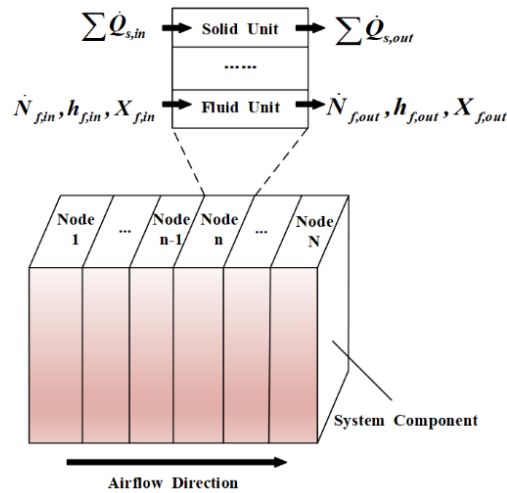 ∑Q̇s,in Solid Unit ∑Q̇s,out
······
Ṅf,in, hf,in, Xf,in Fluid Unit Ṅf,out, hf,out, Xf,out
Node 1
...
Node n-1
Node n
...
Node N
System Component
Airflow Direction